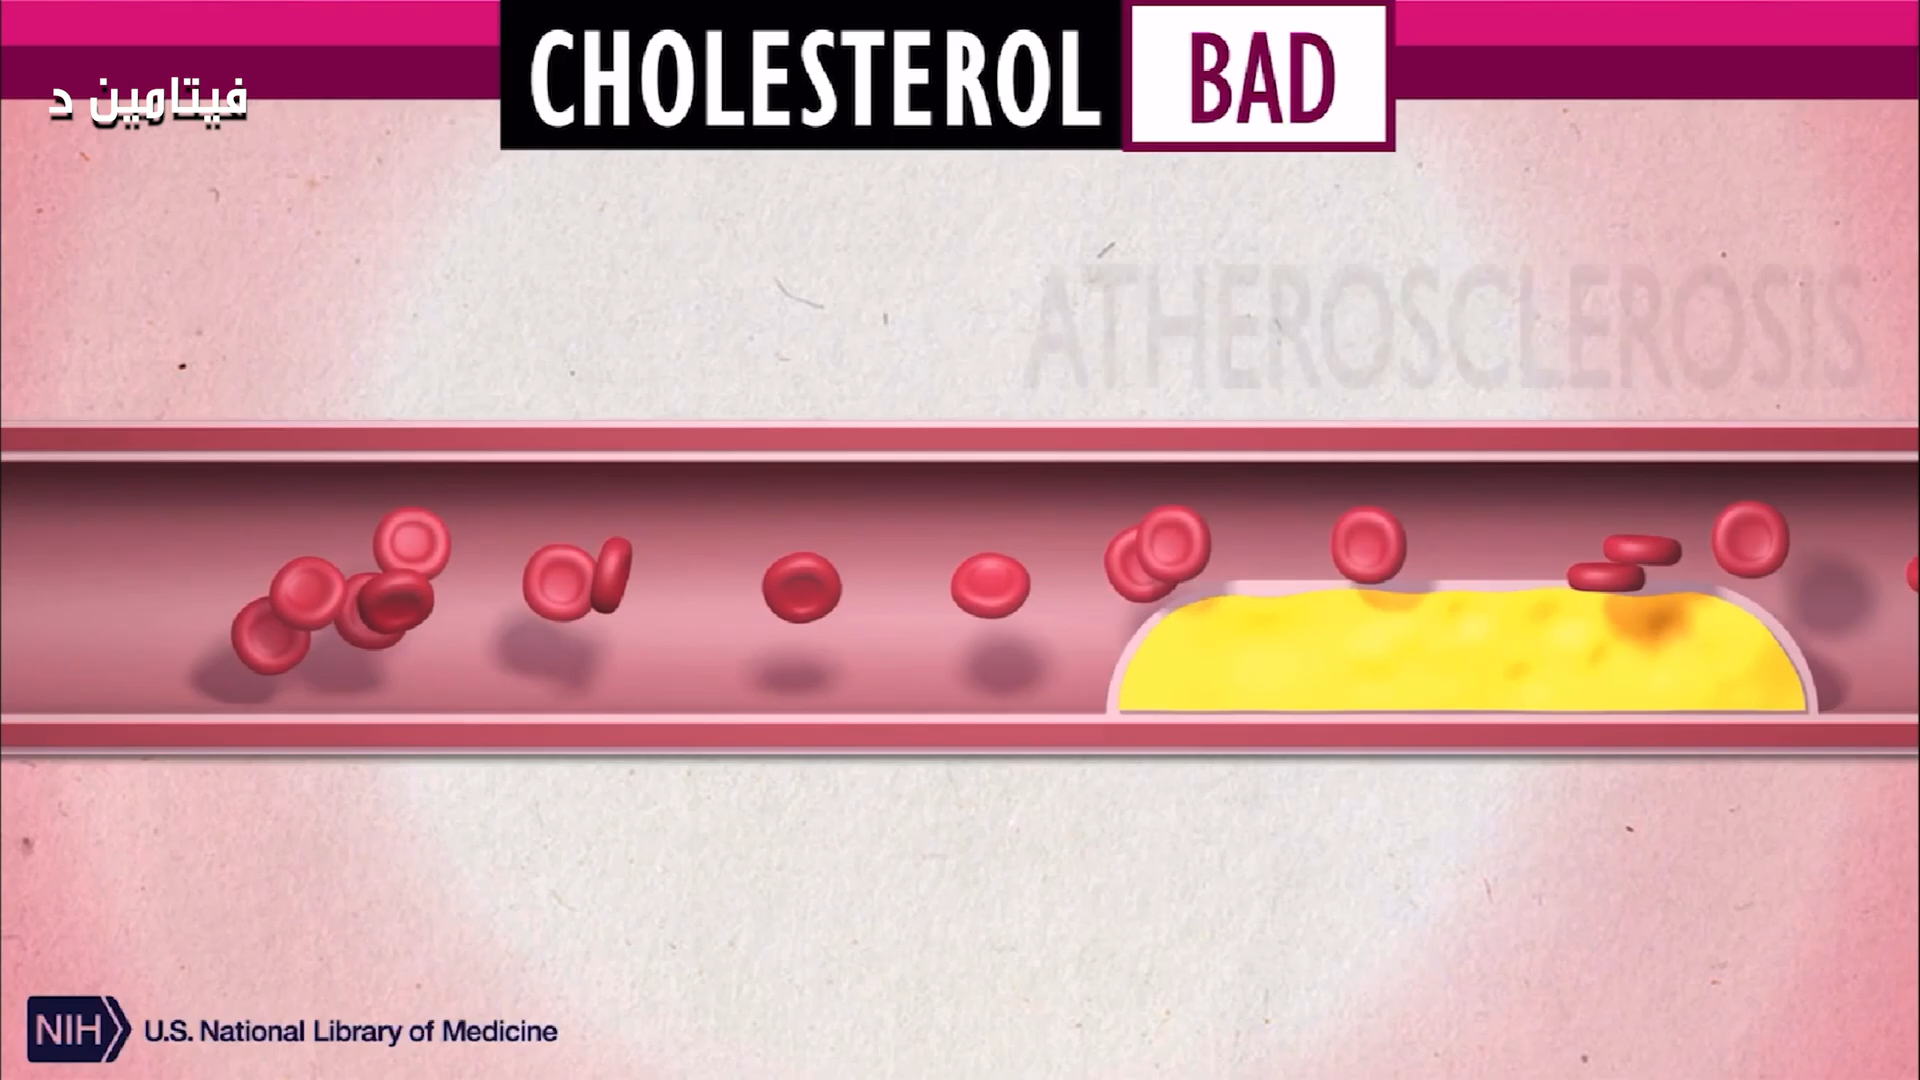 CHOLESTEROL BAD
فيتامين د
ATHEROSCLEROSIS
NIH U.S. National Library of Medicine